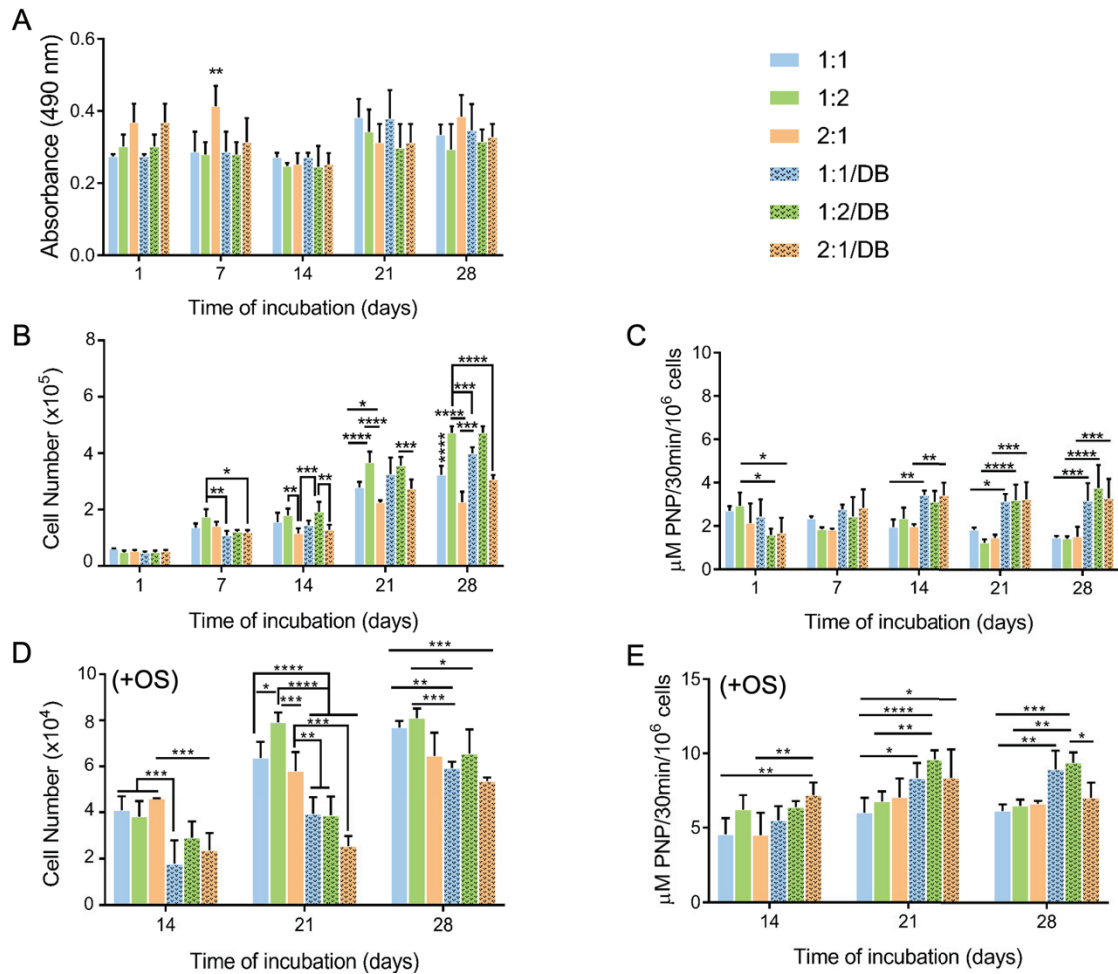 A
Absorbance (490 nm)
0.6
0.4
0.2
0.0
**
1 7 14 21 28
Time of incubation (days)
1:1
1:2
2:1
1:1/DB
1:2/DB
2:1/DB
B
Cell Number (x10⁵)
8
6
4
2
0
****
*
***
* **** ****
**** *** *** ****
* ***
** ** ** **
1 7 14 21 28
Time of incubation (days)
C
µM PNP/30min/10⁶ cells
10
8
6
4
2
0
*** ***
* ** **** ****
* ** * ***
1 7 14 21 28
Time of incubation (days)
D
(+OS)
Cell Number (x10⁴)
10
8
6
4
2
0
***
**** *
* **** **
*** ***
*** *** **
***
14 21 28
Time of incubation (days)
E
(+OS)
µM PNP/30min/10⁶ cells
15
10
5
0
*
**** ***
** ** **
** * ** *
14 21 28
Time of incubation (days)